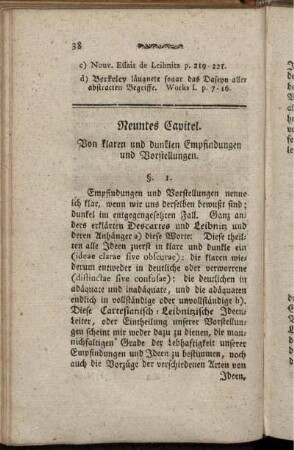 38
c) Nouv. Essais de Leibnitz p. 219-221.
d) Berkeley läugnete sogar das Daseyn aller
abstracten Begriffe. Works I. p. 7-16.
Neuntes Capitel.
Von klaren und dunklen Empfindungen
und Vorstellungen.
§. 1.
Empfindungen und Vorstellungen nenne
ich klar, wenn wir uns derselben bewußt sind;
dunkel im entgegengesetzten Fall. Ganz an-
ders erklärten Descartes und Leibnitz und
deren Anhänger a) diese Worte: Diese theil-
ten alle Ideen zuerst in klare und dunkle ein
(ideae clarae sive obscurae): die klaren wie-
derum entweder in deutliche oder verworrene
(distinctae sive confusae): die deutlichen in
adäquate und inadäquate, und die adäquaten
endlich in vollständige oder unvollständige b).
Diese Cartesianisch-Leibnitzische Ideen-
leiter, oder Eintheilung unserer Vorstellun-
gen scheint mir weder dazu zu dienen, die man-
nichfaltigen Grade der Lebhaftigkeit unserer
Empfindungen und Ideen zu bestimmen, noch
auch die Vorzüge der verschiedenen Arten von
Ideen,